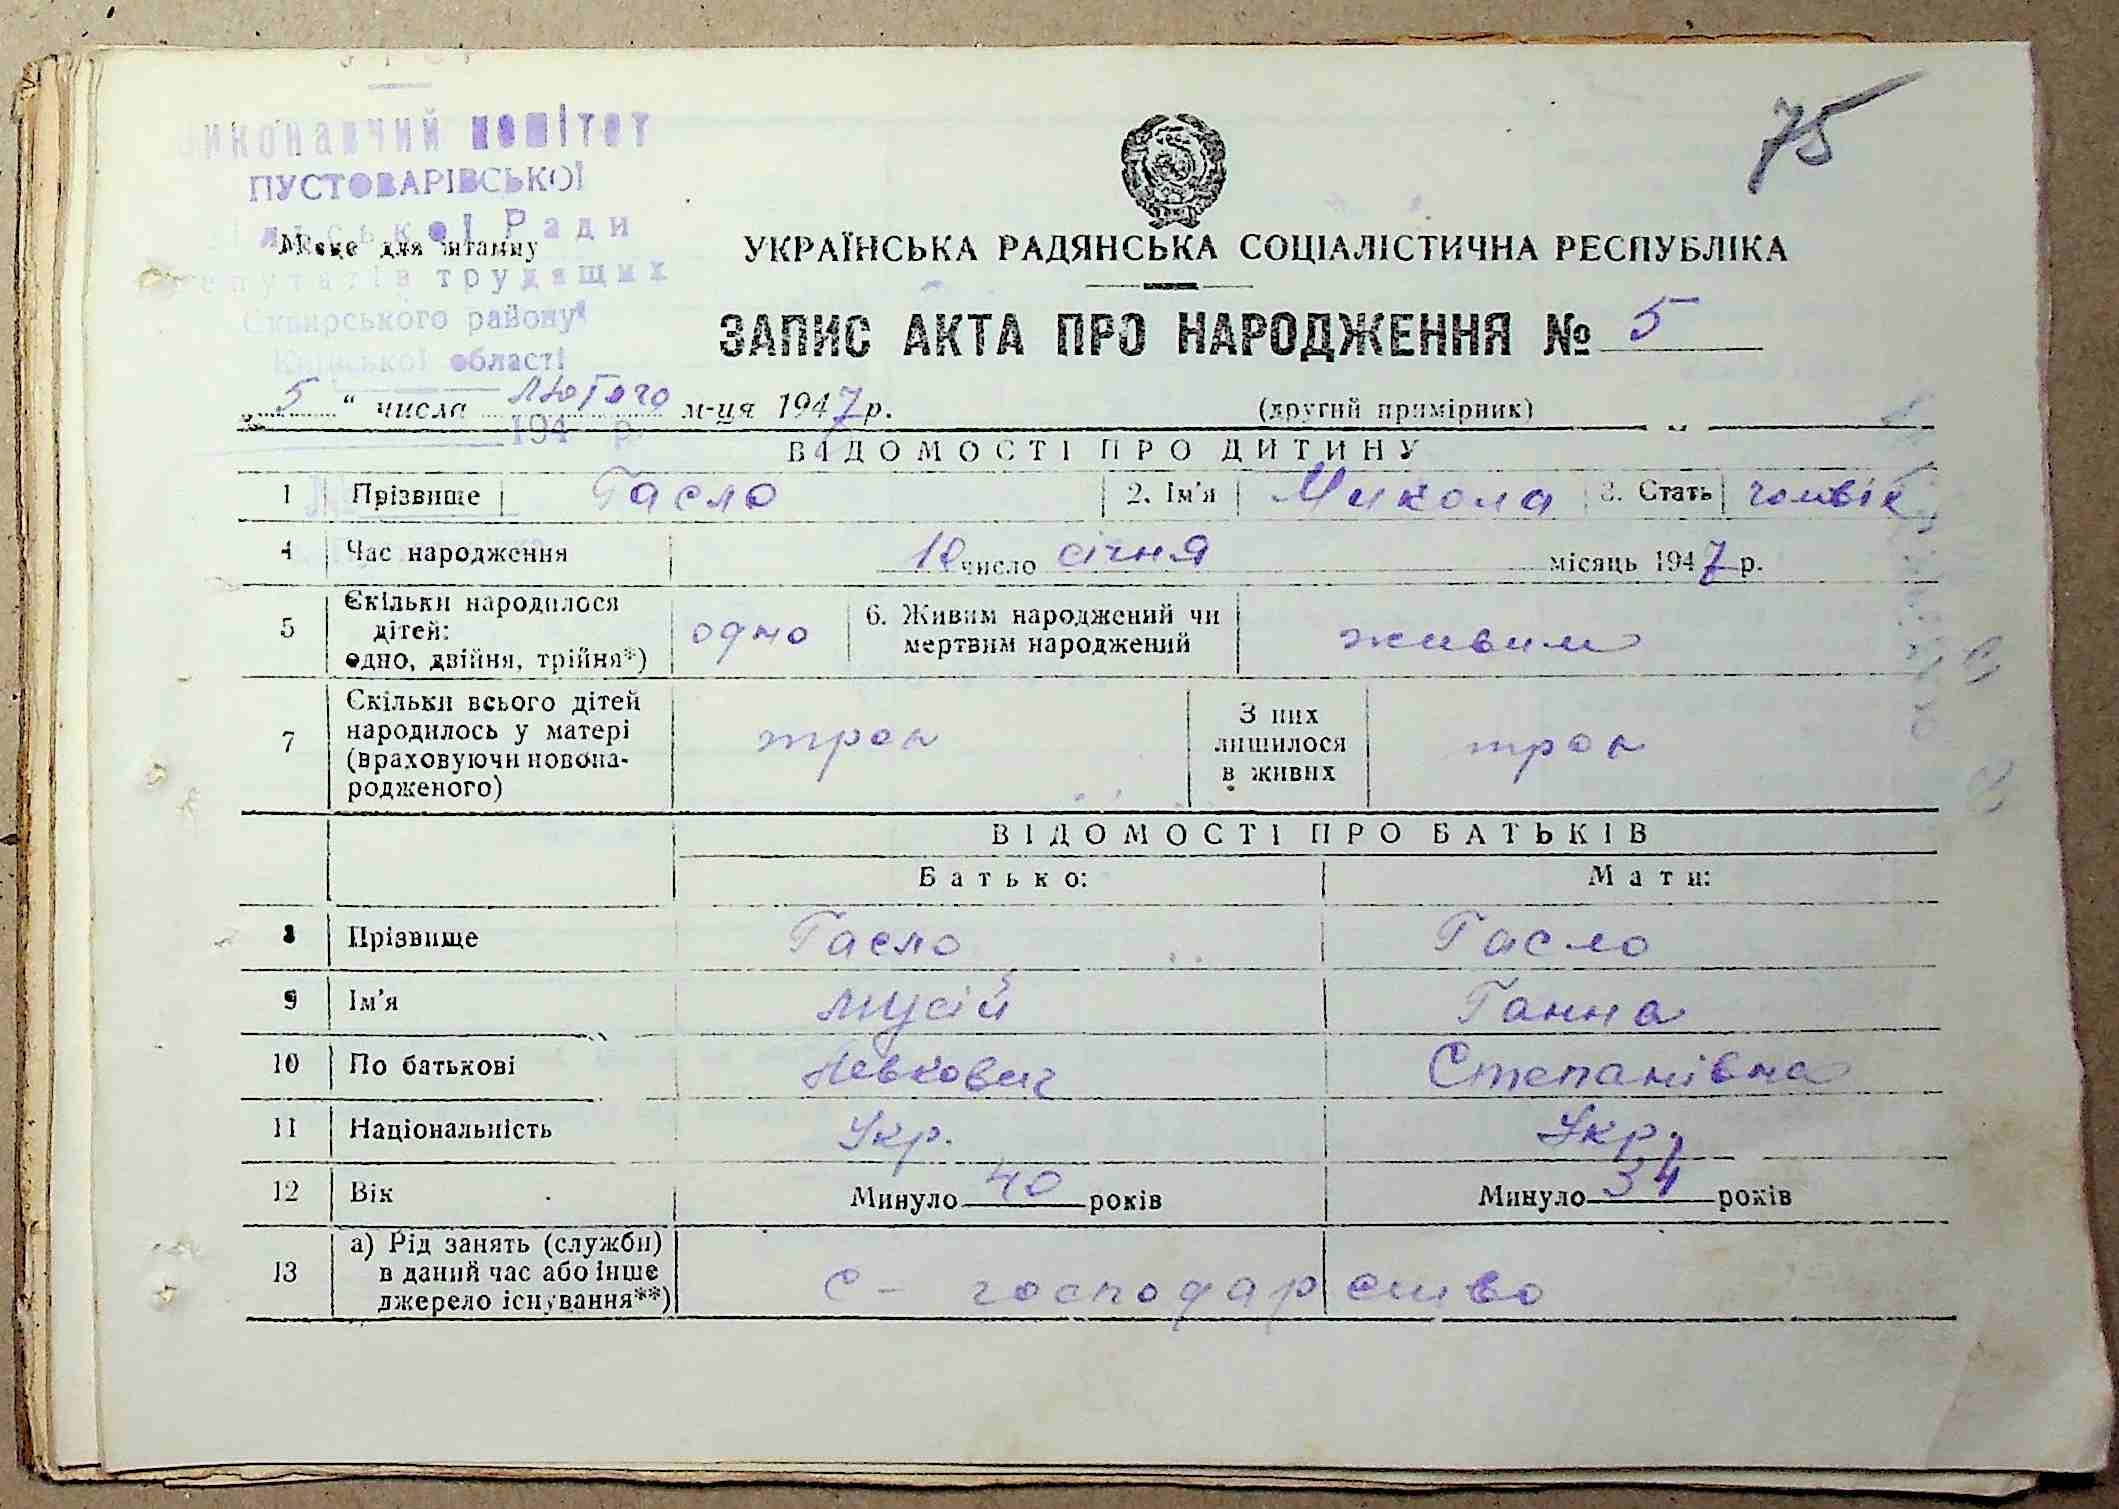 75
Виконавчий комітет
ПУСТОВАРІВСЬКОЇ
сільської Ради
Місце для штампу
депутатів трудящих
Сквирського району
Київської області
194 р.
УКРАЇНСЬКА РАДЯНСЬКА СОЦІАЛІСТИЧНА РЕСПУБЛІКА
ЗАПИС АКТА ПРО НАРОДЖЕННЯ № 5
„5“ числа Лютого м-ця 1947 р. (другий примірник)
ВІДОМОСТІ ПРО ДИТИНУ
1 Прізвище Гасло 2. Ім'я Микола 3. Стать чоловік
4 Час народження 10 число січня місяць 1947 р.
5 Скільки народилося дітей: одно, двійня, трійня*) одно 6. Живим народжений чи мертвим народжений живим
7 Скільки всього дітей народилось у матері (враховуючи новонародженого) троє З них лишилося в живих троє
ВІДОМОСТІ ПРО БАТЬКІВ
Батько: Мати:
8 Прізвище Гасло Гасло
9 Ім'я Мусій Ганна
10 По батькові Левкович Степанівна
11 Національність Укр. Укр.
12 Вік Минуло 40 років Минуло 34 років
13 а) Рід занять (служби) в даний час або інше джерело існування**) С-господарство